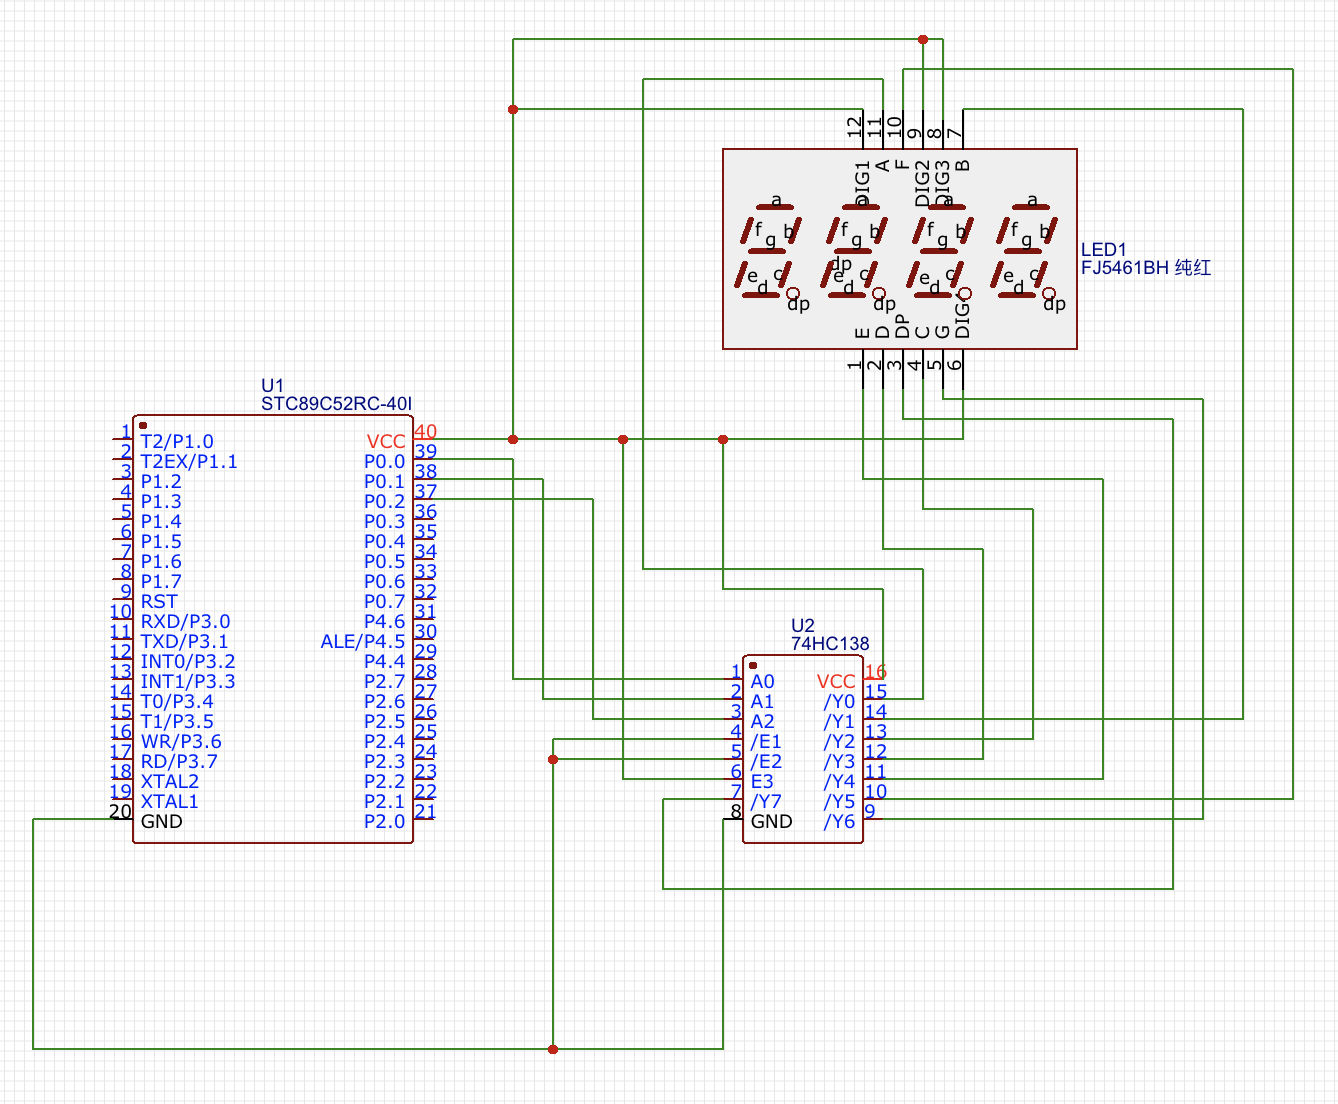 12
11
10
9
8
7
DIG1
A
F
DIG2
DIG3
B
a
a
a
a
f
g
b
f
g
b
f
g
b
f
g
b
dp
e
d
c
e
d
c
e
d
c
e
d
c
dp
dp
dp
LED1
FJ5461BH 纯红
E
D
DP
C
G
1
2
3
4
5
6
U1
STC89C52RC-40I
1 T2/P1.0 VCC 40
2 T2EX/P1.1 P0.0 39
3 P1.2 P0.1 38
4 P1.3 P0.2 37
5 P1.4 P0.3 36
6 P1.5 P0.4 35
7 P1.6 P0.5 34
8 P1.7 P0.6 33
9 RST P0.7 32
10 RXD/P3.0 P4.6 31
11 TXD/P3.1 ALE/P4.5 30
12 INT0/P3.2 P4.4 29
13 INT1/P3.3 P2.7 28
14 T0/P3.4 P2.6 27
15 T1/P3.5 P2.5 26
16 WR/P3.6 P2.4 25
17 RD/P3.7 P2.3 24
18 XTAL2 P2.2 23
19 XTAL1 P2.1 22
20 GND P2.0 21
U2
74HC138
1 A0 VCC 16
2 A1 /Y0 15
3 A2 /Y1 14
4 /E1 /Y2 13
5 /E2 /Y3 12
6 E3 /Y4 11
7 /Y7 /Y5 10
8 GND /Y6 9